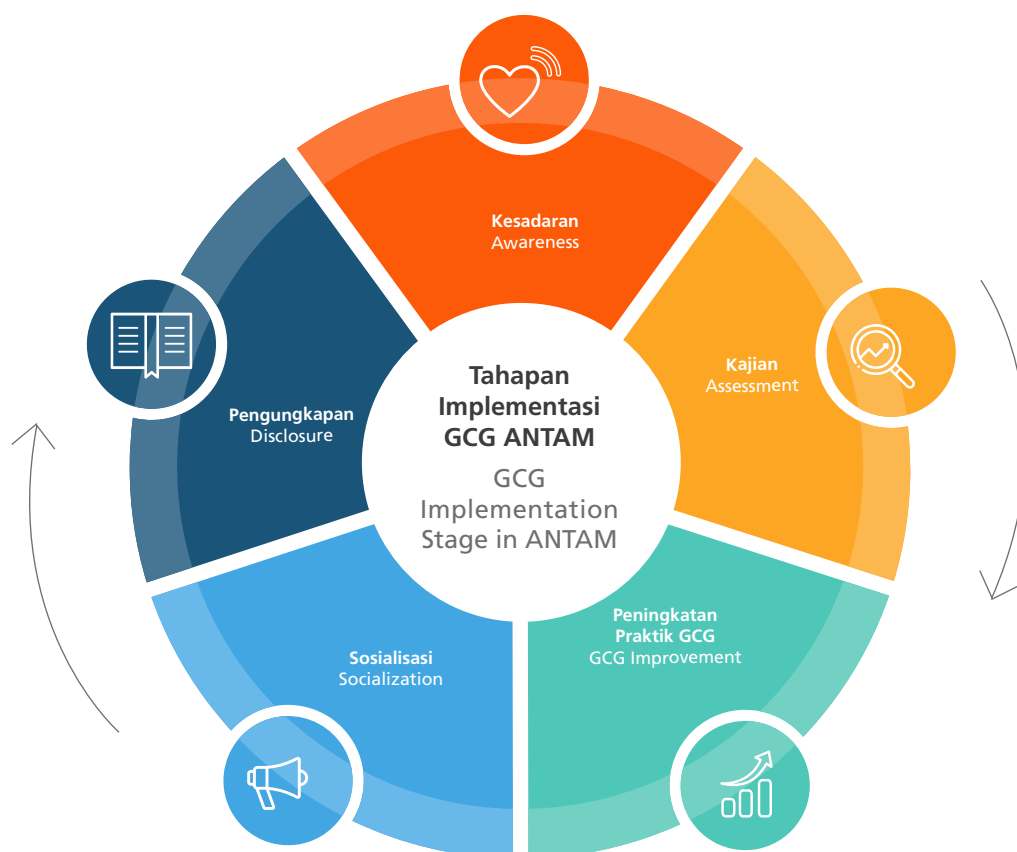 Kesadaran
Awareness
Kajian
Assessment
Peningkatan
Praktik GCG
GCG Improvement
Sosialisasi
Socialization
Pengungkapan
Disclosure
Tahapan
Implementasi
GCG ANTAM
GCG
Implementation
Stage in ANTAM